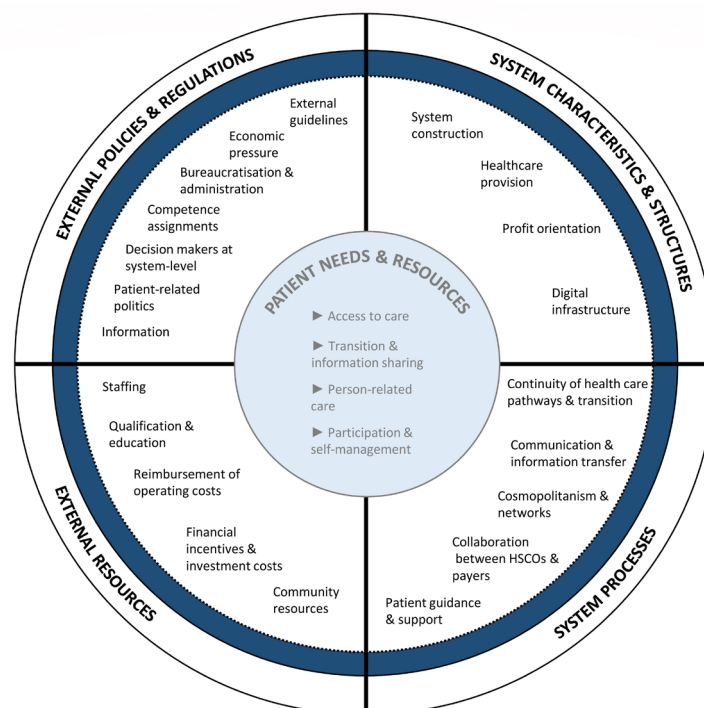 EXTERNAL POLICIES & REGULATIONS
External
guidelines
Economic
pressure
Bureaucratisation &
administration
Competence
assignments
Decision makers at
system-level
Patient-related
politics
Information
SYSTEM CHARACTERISTICS & STRUCTURES
System
construction
Healthcare
provision
Profit orientation
Digital
infrastructure
PATIENT NEEDS & RESOURCES
► Access to care
► Transition &
information sharing
► Person-related
care
► Participation &
self-management
EXTERNAL RESOURCES
Staffing
Qualification &
education
Reimbursement of
operating costs
Financial
incentives &
investment costs
Community
resources
SYSTEM PROCESSES
Continuity of health care
pathways & transition
Communication &
information transfer
Cosmopolitanism &
networks
Collaboration
between HSCOs &
payers
Patient guidance
& support